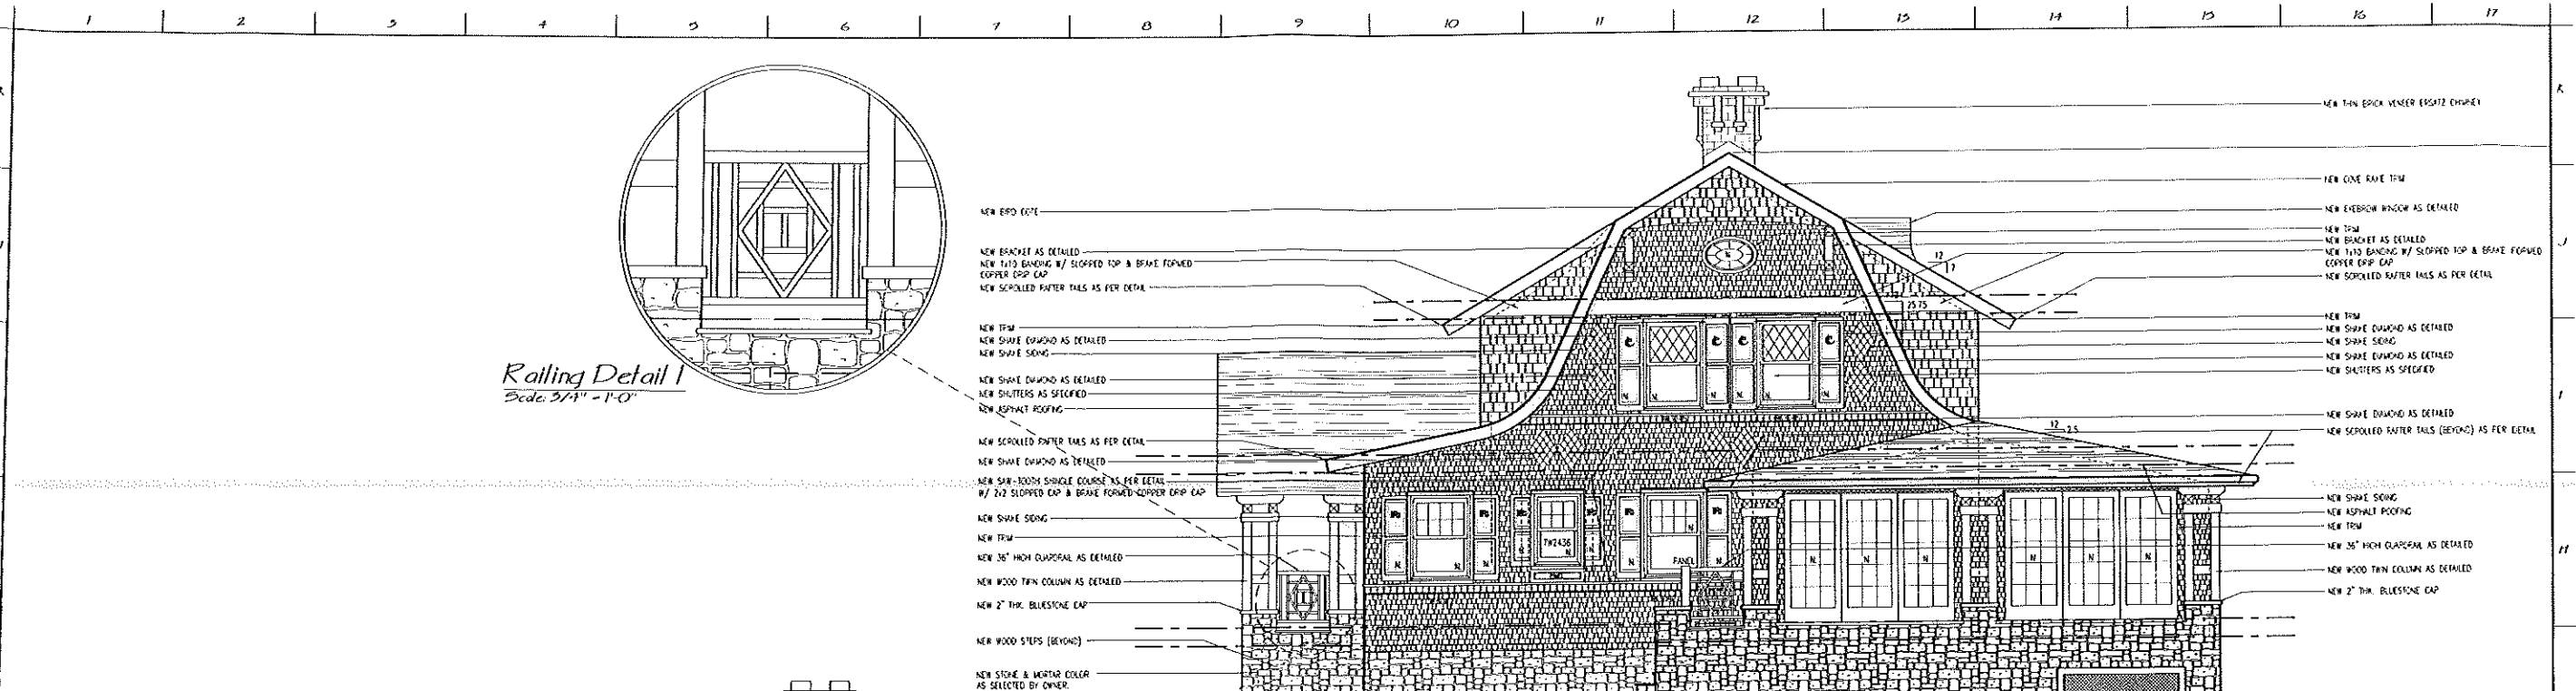 1 2 3 4 5 6 7 8 9 10 11 12 13 14 15 16 17
K
J
I
H
Railing Detail 1
Scale: 3/4" = 1'-0"
NEW BIRD COTE
NEW BRACKET AS DETAILED
NEW 1x10 BANDING W/ SLOPPED TOP & BRAKE FORMED
COPPER DRIP CAP
NEW SCROLLED RAFTER TAILS AS PER DETAIL
NEW TRIM
NEW SHAKE DIAMOND AS DETAILED
NEW SHAKE SIDING
NEW SHAKE DIAMOND AS DETAILED
NEW SHUTTERS AS SPECIFIED
NEW ASPHALT ROOFING
NEW SCROLLED RAFTER TAILS AS PER DETAIL
NEW SHAKE DIAMOND AS DETAILED
NEW SAW-TOOTH SHINGLE COURSE AS PER DETAIL
W/ 2x2 SLOPPED CAP & BRAKE FORMED COPPER DRIP CAP
NEW SHAKE SIDING
NEW TRIM
NEW 36" HIGH GUARDRAIL AS DETAILED
NEW WOOD TWIN COLUMN AS DETAILED
NEW 2" THK. BLUESTONE CAP
NEW WOOD STEPS (BEYOND)
NEW STONE & MORTAR COLOR
AS SELECTED BY OWNER.
12
7
25.75
12
2.5
TW2436
PANEL
N
NEW THIN BRICK VENEER ERSATZ CHIMNEY
NEW COVE RAKE TRIM
NEW EYEBROW WINDOW AS DETAILED
NEW TRIM
NEW BRACKET AS DETAILED
NEW 1x10 BANDING W/ SLOPPED TOP & BRAKE FORMED
COPPER DRIP CAP
NEW SCROLLED RAFTER TAILS AS PER DETAIL
NEW TRIM
NEW SHAKE DIAMOND AS DETAILED
NEW SHAKE SIDING
NEW SHAKE DIAMOND AS DETAILED
NEW SHUTTERS AS SPECIFIED
NEW SHAKE DIAMOND AS DETAILED
NEW SCROLLED RAFTER TAILS (BEYOND) AS PER DETAIL
NEW SHAKE SIDING
NEW ASPHALT ROOFING
NEW TRIM
NEW 36" HIGH GUARDRAIL AS DETAILED
NEW WOOD TWIN COLUMN AS DETAILED
NEW 2" THK. BLUESTONE CAP